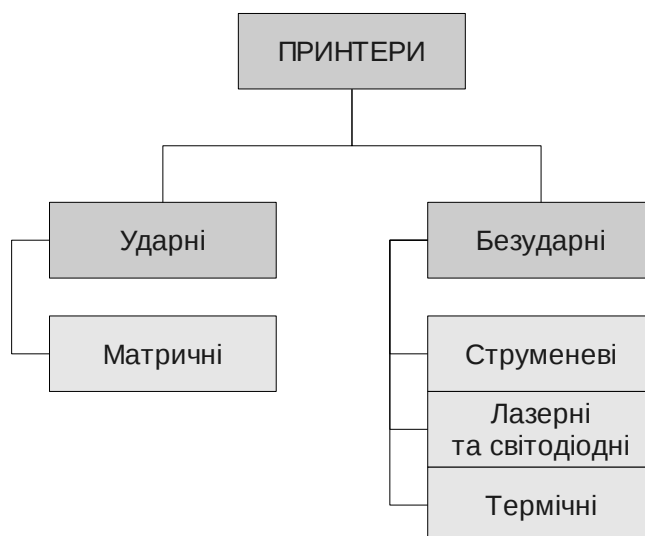 ПРИНТЕРИ
Ударні
Безударні
Матричні
Струменеві
Лазерні
та світодіодні
Термічні